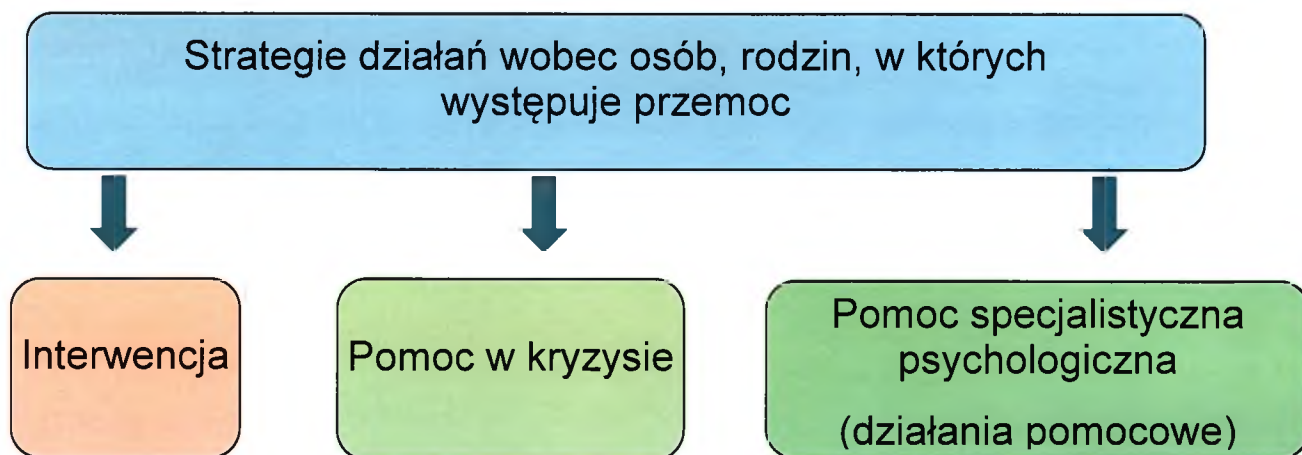 Strategie działań wobec osób, rodzin, w których
występuje przemoc
Interwencja
Pomoc w kryzysie
Pomoc specjalistyczna
psychologiczna
(działania pomocowe)